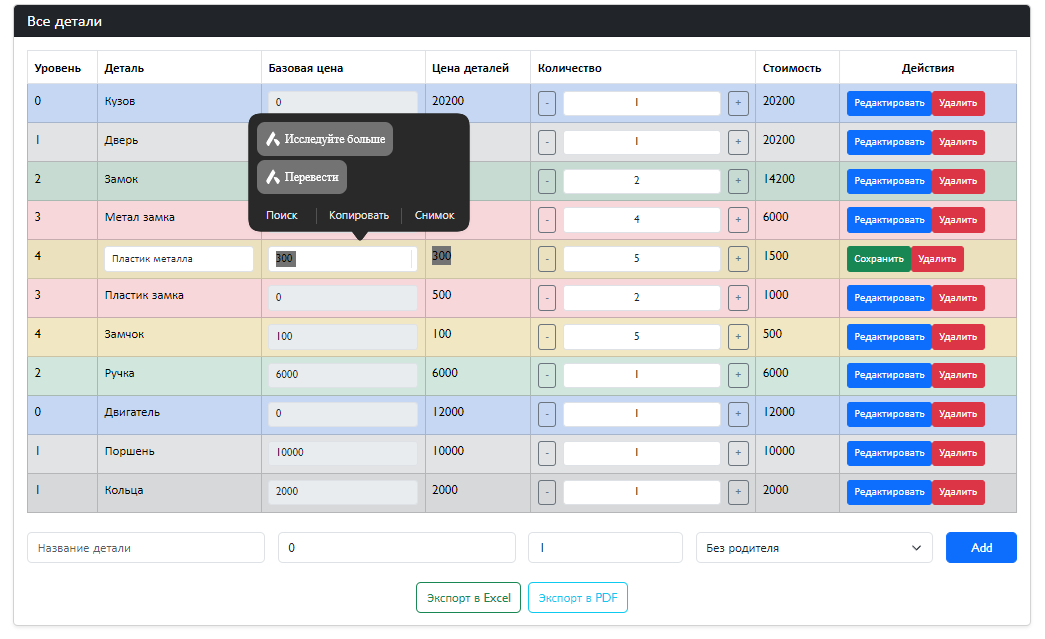 Все детали
Уровень Деталь Базовая цена Цена деталей Количество Стоимость Действия
0 Кузов 0 20200 - 1 + 20200 Редактировать Удалить
1 Дверь - 1 + 20200 Редактировать Удалить
2 Замок - 2 + 14200 Редактировать Удалить
3 Метал замка - 4 + 6000 Редактировать Удалить
Исследуйте больше
Перевести
Поиск Копировать Снимок
4 Пластик металла 300 300 - 5 + 1500 Сохранить Удалить
3 Пластик замка 0 500 - 2 + 1000 Редактировать Удалить
4 Замчок 100 100 - 5 + 500 Редактировать Удалить
2 Ручка 6000 6000 - 1 + 6000 Редактировать Удалить
0 Двигатель 0 12000 - 1 + 12000 Редактировать Удалить
1 Поршень 10000 10000 - 1 + 10000 Редактировать Удалить
1 Кольца 2000 2000 - 1 + 2000 Редактировать Удалить
Название детали 0 1 Без родителя Add
Экспорт в Excel Экспорт в PDF